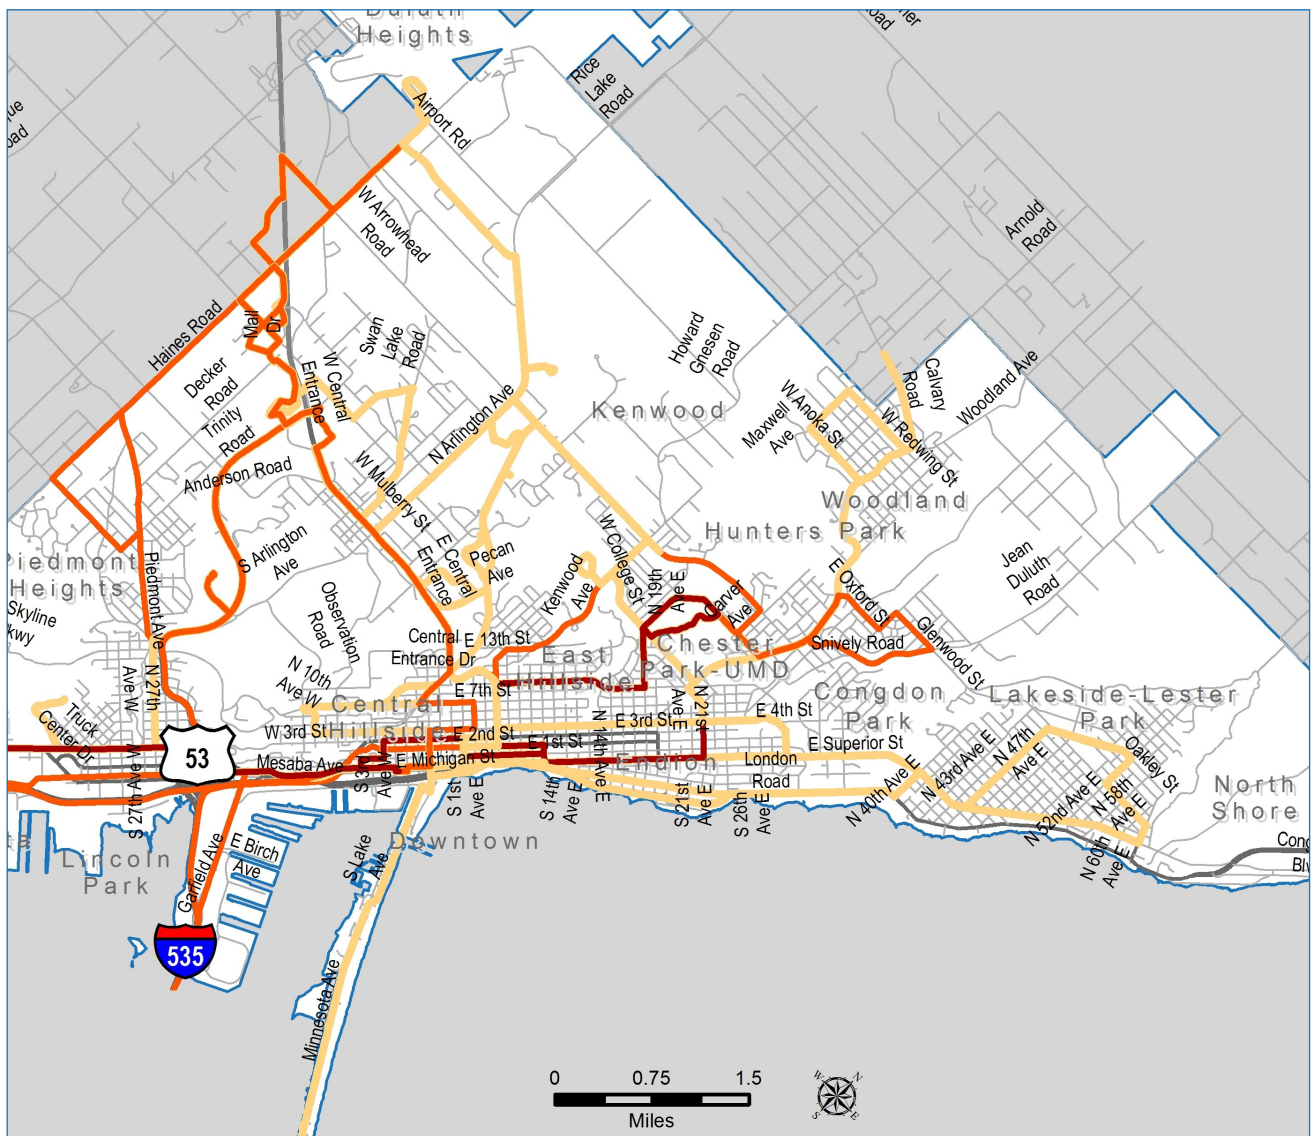 Duluth
Heights
Rice
Lake
Road
Airport Rd
W Arrowhead
Road
Arnold
Road
Haines Road
Mall
Dr
Swan
Lake
Road
Howard
Gnesen
Road
Decker
Road
Trinity
Road
W Central
Entrance
Calvary
Road
Woodland Ave
Kenwood
N Arlington Ave
Maxwell
Ave
W Anoka St
W Redwing St
Anderson Road
W Mulberry St
Woodland
Hunters Park
Piedmont
Heights
Piedmont Ave
S Arlington
Ave
E Central
Entrance
Pecan
Ave
Kenwood
Ave
W College St
N 19th
Ave E
Carver
Ave
E Oxford St
Jean
Duluth
Road
Skyline
Observation
Road
Central
Entrance Dr
E 13th St
East
Hillside
Chester
Park-UMD
Snively Road
Glenwood St
N 27th
Ave W
N 10th
Ave W
E 7th St
Central
Hillside
Congdon
Park
Lakeside-Lester
Park
Truck
Center Dr
W 3rd St
E 2nd St
E 1st St
E 3rd St
E 4th St
N 14th Ave E
N 21st
Ave E
E Superior St
53
Mesaba Ave
E Michigan St
Endion
London
Road
N 40th Ave E
N 43rd Ave E
N 47th
Ave E
Oakley St
S 27th Ave W
S 3rd
Ave W
S 1st
Ave E
S 14th
Ave E
S 21st
Ave E
S 26th
Ave E
N 52nd Ave E
N 58th
Ave E
N 60th
Ave E
North
Shore
Lincoln
Park
Garfield Ave
E Birch
Ave
S Lake
Ave
Downtown
535
Minnesota Ave
0 0.75 1.5
Miles
W N
S E